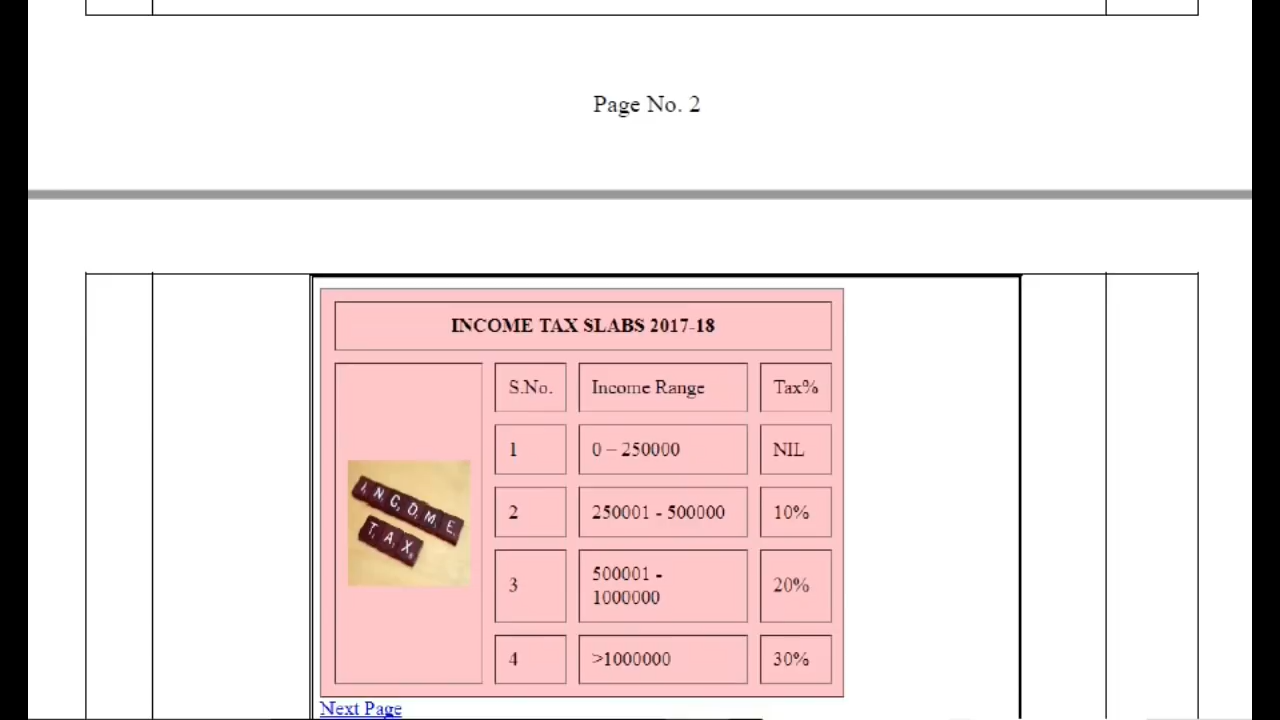 Page No. 2
INCOME TAX SLABS 2017-18
S.No. Income Range Tax%
1 0 – 250000 NIL
2 250001 - 500000 10%
INCOME
TAX
3 500001 -
1000000 20%
4 >1000000 30%
Next Page